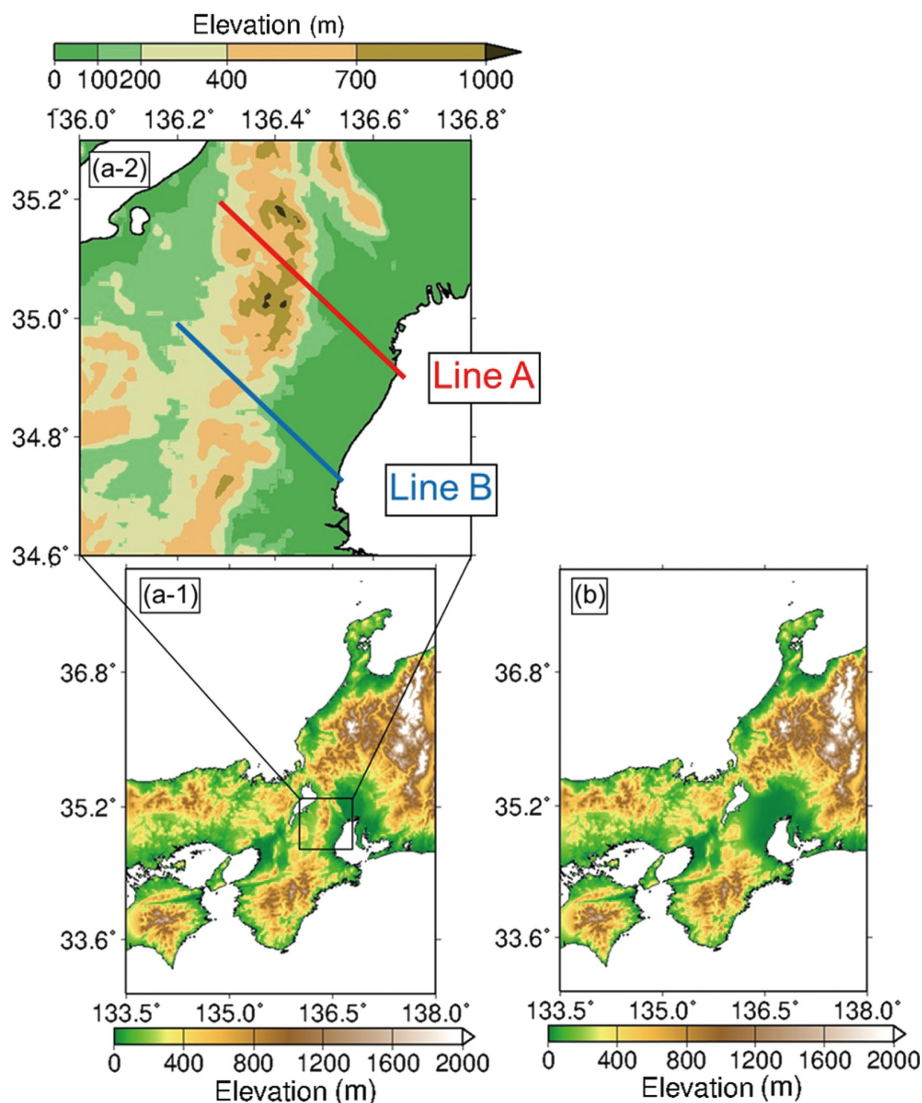 Elevation (m)
0 100 200 400 700 1000
136.0˚ 136.2˚ 136.4˚ 136.6˚ 136.8˚
(a-2)
35.2˚
35.0˚
34.8˚
34.6˚
Line A
Line B
(a-1)
36.8˚
35.2˚
33.6˚
133.5˚ 135.0˚ 136.5˚ 138.0˚
0 400 800 1200 1600 2000
Elevation (m)
(b)
36.8˚
35.2˚
33.6˚
133.5˚ 135.0˚ 136.5˚ 138.0˚
0 400 800 1200 1600 2000
Elevation (m)